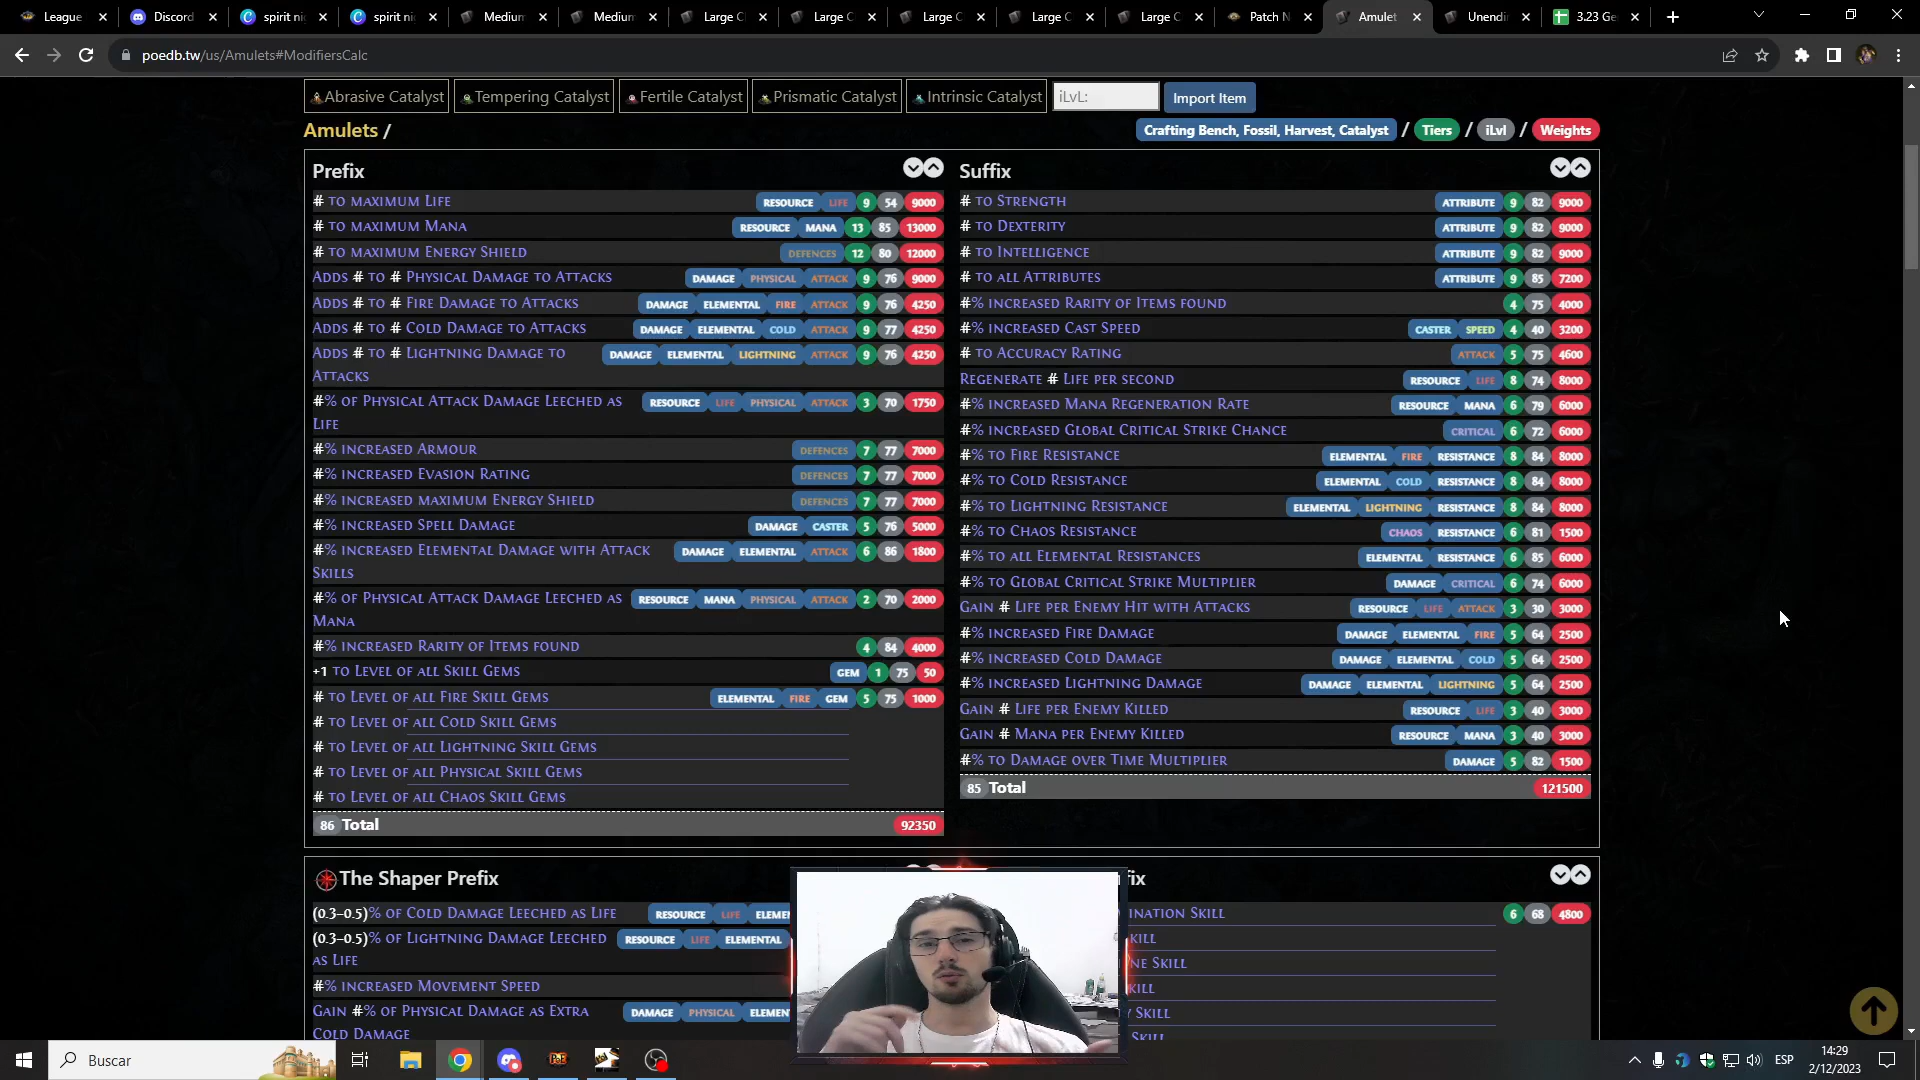 League
Discord
spirit nig
spirit nig
Medium
Medium
Large C
Large C
Large C
Large C
Large C
Patch N
Amulet
Unendin
3.23 Ge
poedb.tw/us/Amulets#ModifiersCalc
Abrasive Catalyst Tempering Catalyst Fertile Catalyst Prismatic Catalyst Intrinsic Catalyst iLvL: Import Item
Amulets / Crafting Bench, Fossil, Harvest, Catalyst / Tiers / iLvl / Weights
Prefix
# to maximum Life RESOURCE LIFE 9 54 9000
# to maximum Mana RESOURCE MANA 13 85 13000
# to maximum Energy Shield DEFENCES 12 80 12000
Adds # to # Physical Damage to Attacks DAMAGE PHYSICAL ATTACK 9 76 9000
Adds # to # Fire Damage to Attacks DAMAGE ELEMENTAL FIRE ATTACK 9 76 4250
Adds # to # Cold Damage to Attacks DAMAGE ELEMENTAL COLD ATTACK 9 77 4250
Adds # to # Lightning Damage to DAMAGE ELEMENTAL LIGHTNING ATTACK 9 76 4250
Attacks
#% of Physical Attack Damage Leeched as RESOURCE LIFE PHYSICAL ATTACK 3 70 1750
Life
#% increased Armour DEFENCES 7 77 7000
#% increased Evasion Rating DEFENCES 7 77 7000
#% increased maximum Energy Shield DEFENCES 7 77 7000
#% increased Spell Damage DAMAGE CASTER 5 76 5000
#% increased Elemental Damage with Attack DAMAGE ELEMENTAL ATTACK 6 86 1800
Skills
#% of Physical Attack Damage Leeched as RESOURCE MANA PHYSICAL ATTACK 2 70 2000
Mana
#% increased Rarity of Items found 4 84 4000
+1 to Level of all Skill Gems GEM 1 75 50
# to Level of all Fire Skill Gems ELEMENTAL FIRE GEM 5 75 1000
# to Level of all Cold Skill Gems
# to Level of all Lightning Skill Gems
# to Level of all Physical Skill Gems
# to Level of all Chaos Skill Gems
86 Total 92350
Suffix
# to Strength ATTRIBUTE 9 82 9000
# to Dexterity ATTRIBUTE 9 82 9000
# to Intelligence ATTRIBUTE 9 82 9000
# to all Attributes ATTRIBUTE 9 85 7200
#% increased Rarity of Items found 4 75 4000
#% increased Cast Speed CASTER SPEED 4 40 3200
# to Accuracy Rating ATTACK 5 75 4600
Regenerate # Life per second RESOURCE LIFE 8 74 8000
#% increased Mana Regeneration Rate RESOURCE MANA 6 79 6000
#% increased Global Critical Strike Chance CRITICAL 6 72 6000
#% to Fire Resistance ELEMENTAL FIRE RESISTANCE 8 84 8000
#% to Cold Resistance ELEMENTAL COLD RESISTANCE 8 84 8000
#% to Lightning Resistance ELEMENTAL LIGHTNING RESISTANCE 8 84 8000
#% to Chaos Resistance CHAOS RESISTANCE 6 81 1500
#% to all Elemental Resistances ELEMENTAL RESISTANCE 6 85 6000
#% to Global Critical Strike Multiplier DAMAGE CRITICAL 6 74 6000
Gain # Life per Enemy Hit with Attacks RESOURCE LIFE ATTACK 3 30 3000
#% increased Fire Damage DAMAGE ELEMENTAL FIRE 5 64 2500
#% increased Cold Damage DAMAGE ELEMENTAL COLD 5 64 2500
#% increased Lightning Damage DAMAGE ELEMENTAL LIGHTNING 5 64 2500
Gain # Life per Enemy Killed RESOURCE LIFE 3 40 3000
Gain # Mana per Enemy Killed RESOURCE MANA 3 40 3000
#% to Damage over Time Multiplier DAMAGE 5 82 1500
85 Total 121500
The Shaper Prefix
(0.3–0.5)% of Cold Damage Leeched as Life RESOURCE LIFE ELEMEN
(0.3–0.5)% of Lightning Damage Leeched RESOURCE LIFE ELEMENTAL
as Life
#% increased Movement Speed
Gain #% of Physical Damage as Extra DAMAGE PHYSICAL ELEMEN
Cold Damage
fix
ination Skill 6 68 4800
kill
ne Skill
kill
y Skill
Skill
Buscar
ESP
14:29
2/12/2023